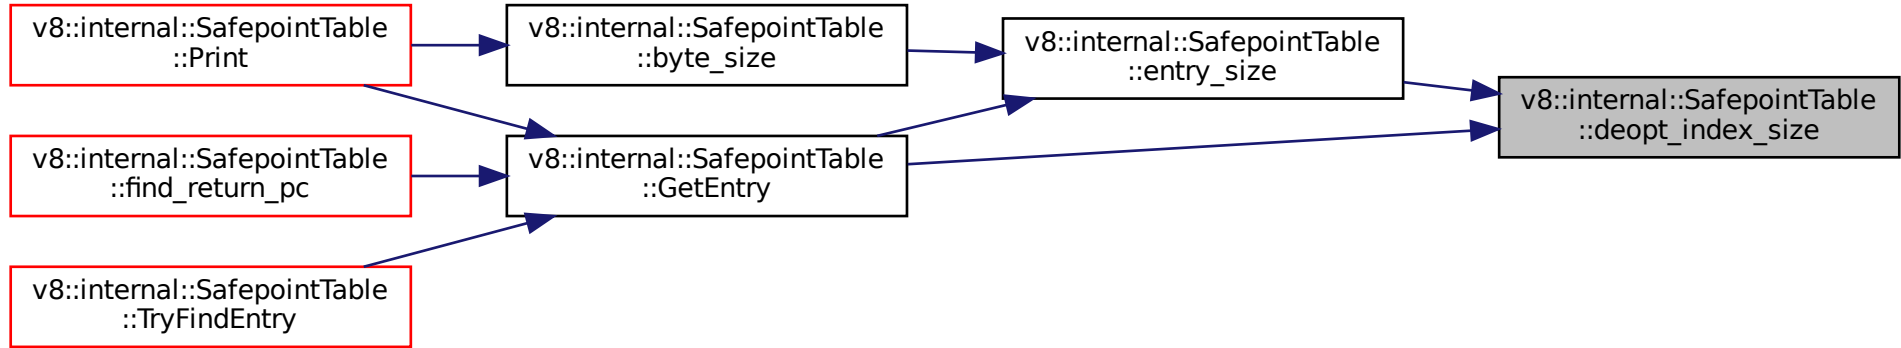 v8::internal::SafepointTable
::Print
v8::internal::SafepointTable
::byte_size
v8::internal::SafepointTable
::entry_size
v8::internal::SafepointTable
::deopt_index_size
v8::internal::SafepointTable
::find_return_pc
v8::internal::SafepointTable
::GetEntry
v8::internal::SafepointTable
::TryFindEntry